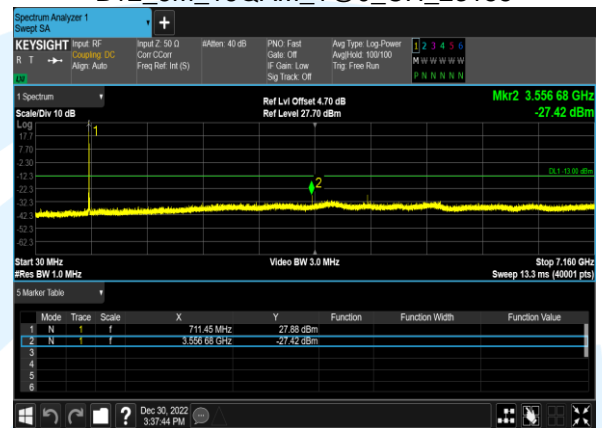 Spectrum Analyzer 1
Swept SA
KEYSIGHT
R T
Input: RF
Coupling: DC
Align: Auto
Input Z: 50 Ω
Corr CCorr
Freq Ref: Int (S)
#Atten: 40 dB
PNO: Fast
Gate: Off
IF Gain: Low
Sig Track: Off
Avg Type: Log-Power
Avg|Hold: 100/100
Trig: Free Run
1 2 3 4 5 6
M W W W W W
P N N N N N
1 Spectrum
Scale/Div 10 dB
Ref Lvl Offset 4.70 dB
Ref Level 27.70 dBm
Mkr2 3.556 68 GHz
-27.42 dBm
Log
17.7
7.70
-2.30
-12.3
-22.3
-32.3
-42.3
-52.3
-62.3
1
2
DL1 -13.00 dBm
Start 30 MHz
#Res BW 1.0 MHz
Video BW 3.0 MHz
Stop 7.160 GHz
Sweep 13.3 ms (40001 pts)
5 Marker Table
Mode Trace Scale X Y Function Function Width Function Value
1 N 1 f 711.45 MHz 27.88 dBm
2 N 1 f 3.556 68 GHz -27.42 dBm
3
4
5
6
?
Dec 30, 2022
3:37:44 PM